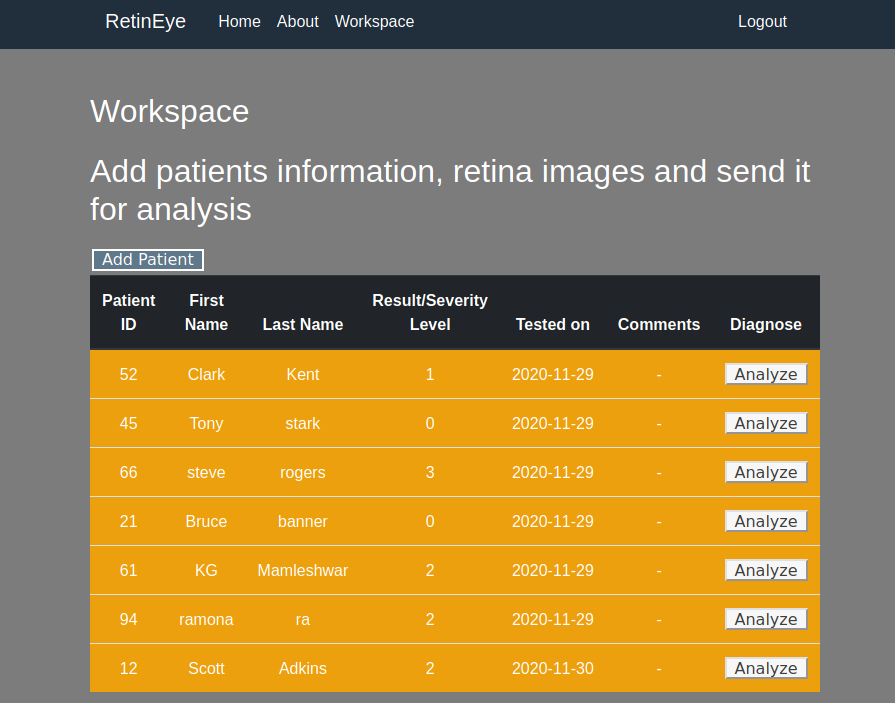 RetinEye Home About Workspace Logout
Workspace
Add patients information, retina images and send it
for analysis
Add Patient
Patient First Result/Severity
ID Name Last Name Level Tested on Comments Diagnose
52 Clark Kent 1 2020-11-29 - Analyze
45 Tony stark 0 2020-11-29 - Analyze
66 steve rogers 3 2020-11-29 - Analyze
21 Bruce banner 0 2020-11-29 - Analyze
61 KG Mamleshwar 2 2020-11-29 - Analyze
94 ramona ra 2 2020-11-29 - Analyze
12 Scott Adkins 2 2020-11-30 - Analyze